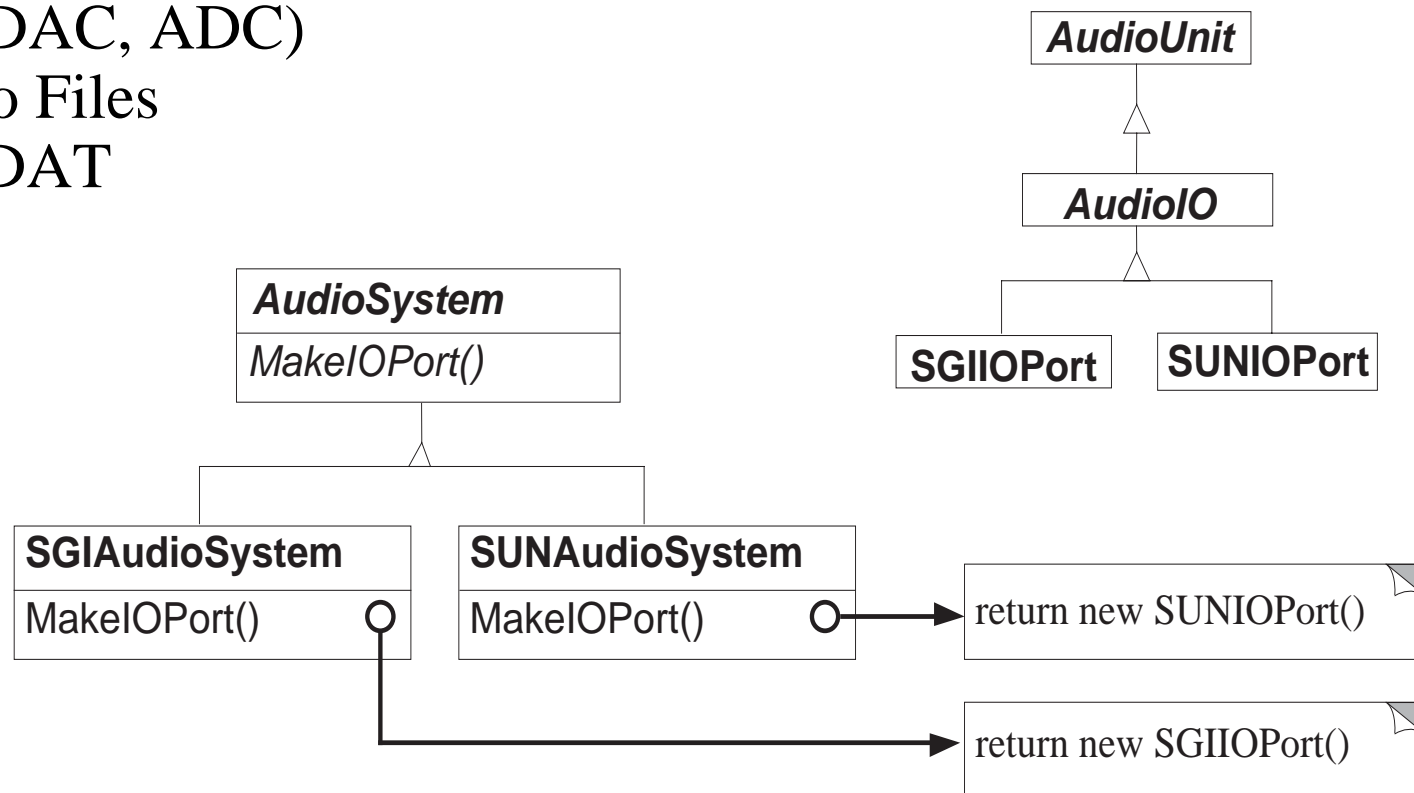 DAC, ADC)
o Files
DAT
AudioUnit
AudioIO
SGIIOPort
SUNIOPort
AudioSystem
MakeIOPort()
SGIAudioSystem
MakeIOPort()
SUNAudioSystem
MakeIOPort()
return new SUNIOPort()
return new SGIIOPort()